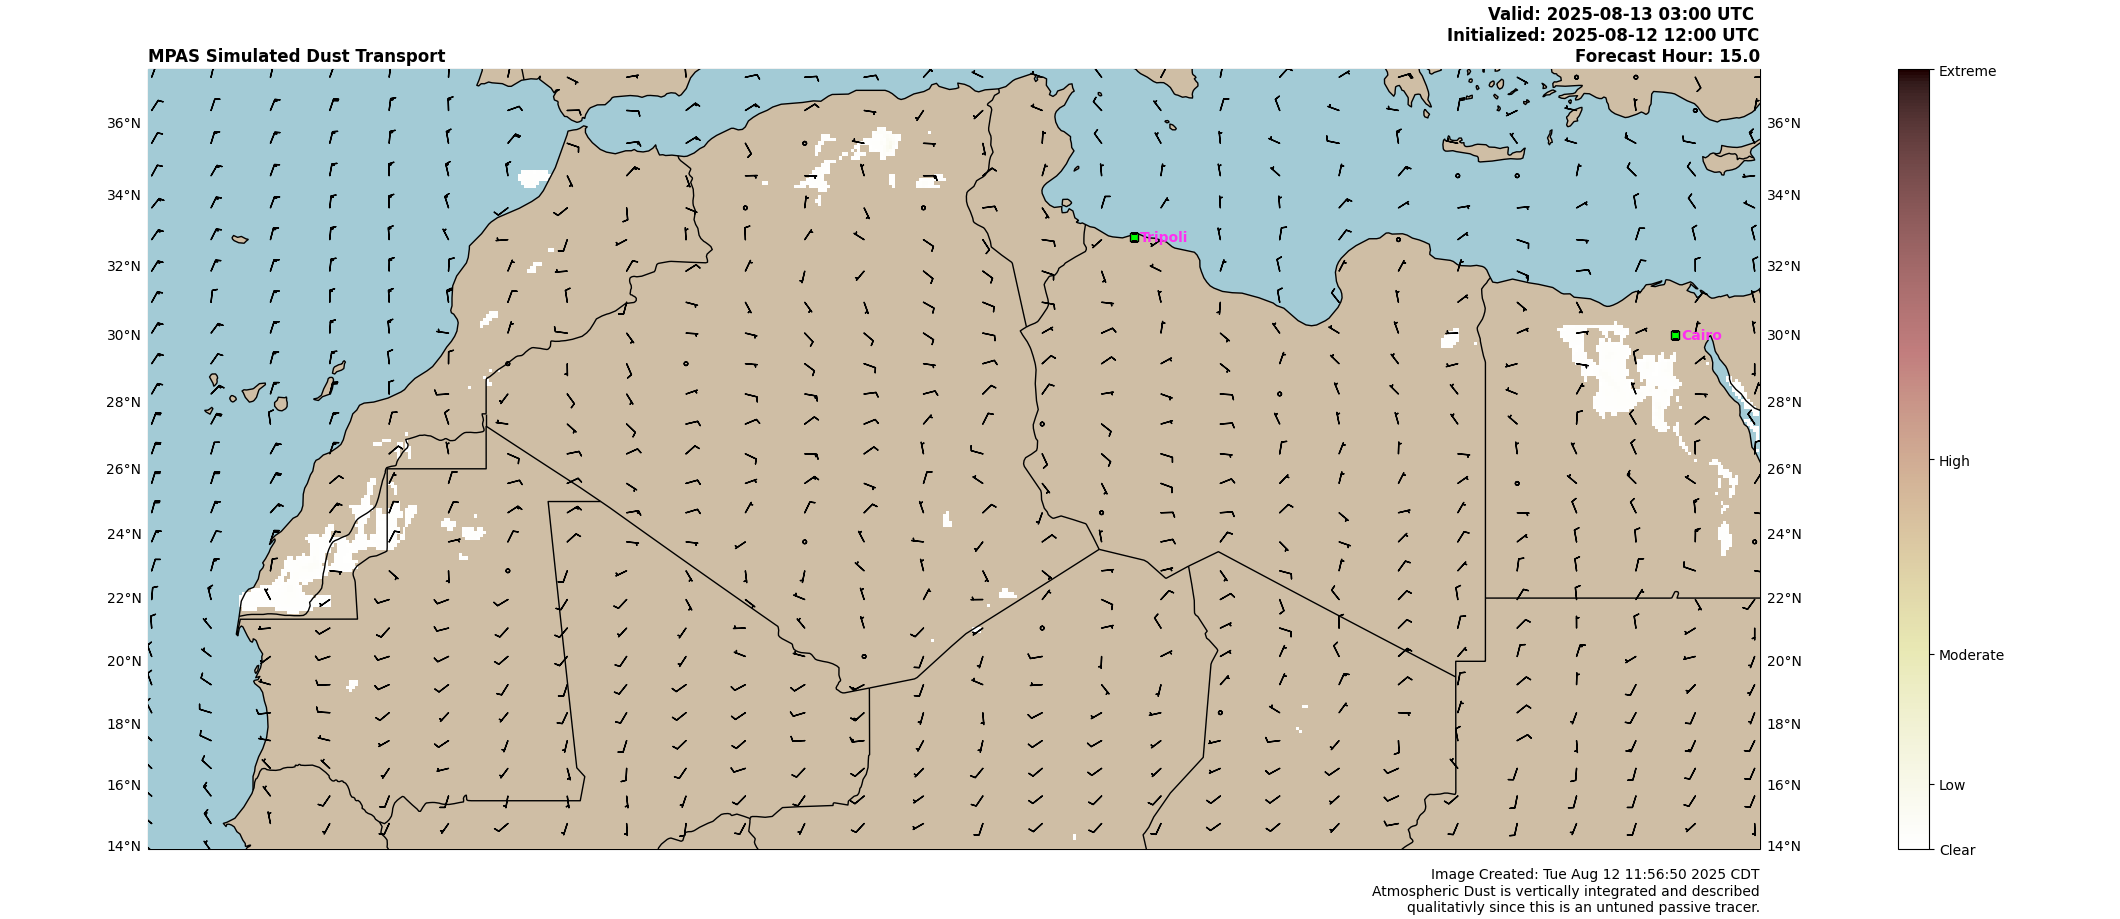 Valid: 2025-08-13 03:00 UTC
Initialized: 2025-08-12 12:00 UTC
MPAS Simulated Dust Transport
Forecast Hour: 15.0
Extreme
36°N
36°N
34°N
34°N
Tripoli
32°N
32°N
30°N
Cairo
30°N
28°N
28°N
26°N
26°N
High
24°N
24°N
22°N
22°N
20°N
20°N
Moderate
18°N
18°N
16°N
16°N
Low
14°N
14°N
Clear
Image Created: Tue Aug 12 11:56:50 2025 CDT
Atmospheric Dust is vertically integrated and described
qualitativly since this is an untuned passive tracer.